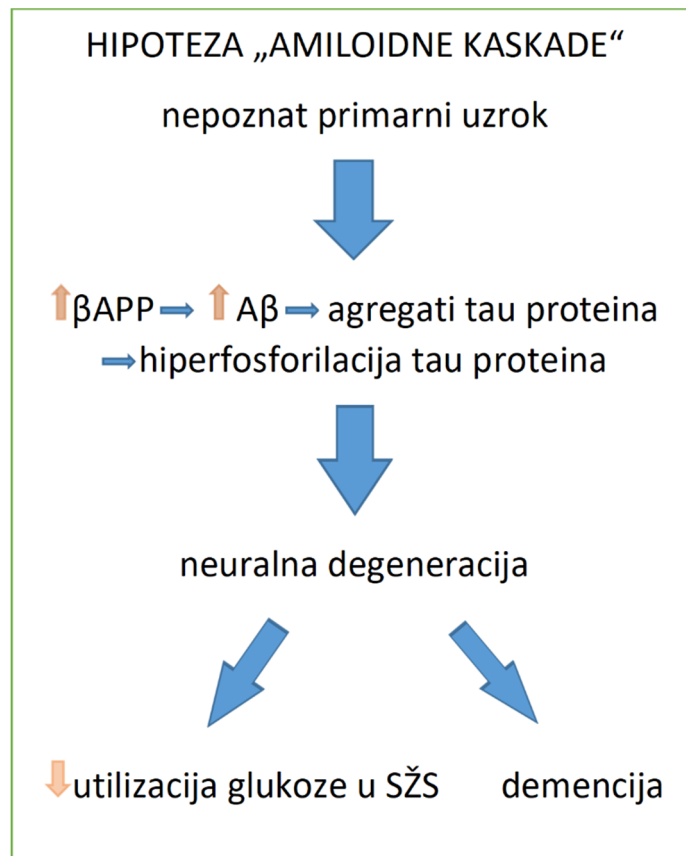 HIPOTEZA „AMILOIDNE KASKADE“
nepoznat primarni uzrok
βAPP Aβ agregati tau proteina
hiperfosforilacija tau proteina
neuralna degeneracija
utilizacija glukoze u SŽS demencija